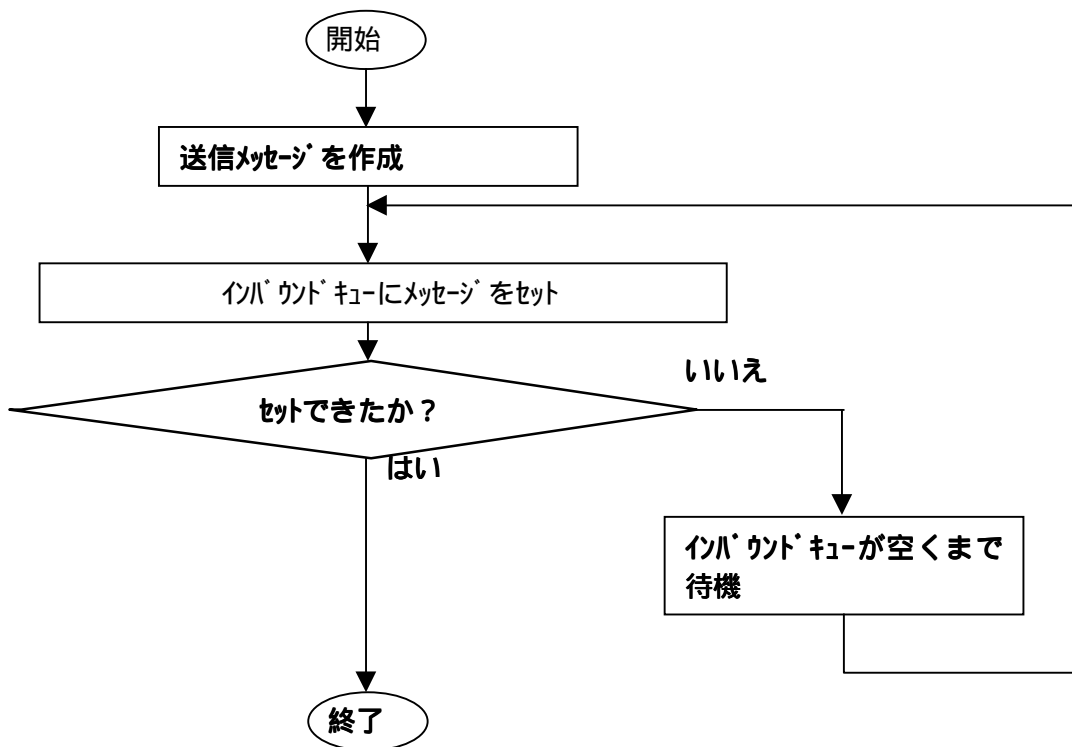 開始
送信ﾒｯｾｰｼﾞを作成
ｲﾝﾊﾞｳﾝﾄﾞｷｭｰにﾒｯｾｰｼﾞをｾｯﾄ
いいえ
ｾｯﾄできたか？
はい
ｲﾝﾊﾞｳﾝﾄﾞｷｭｰが空くまで
待機
終了